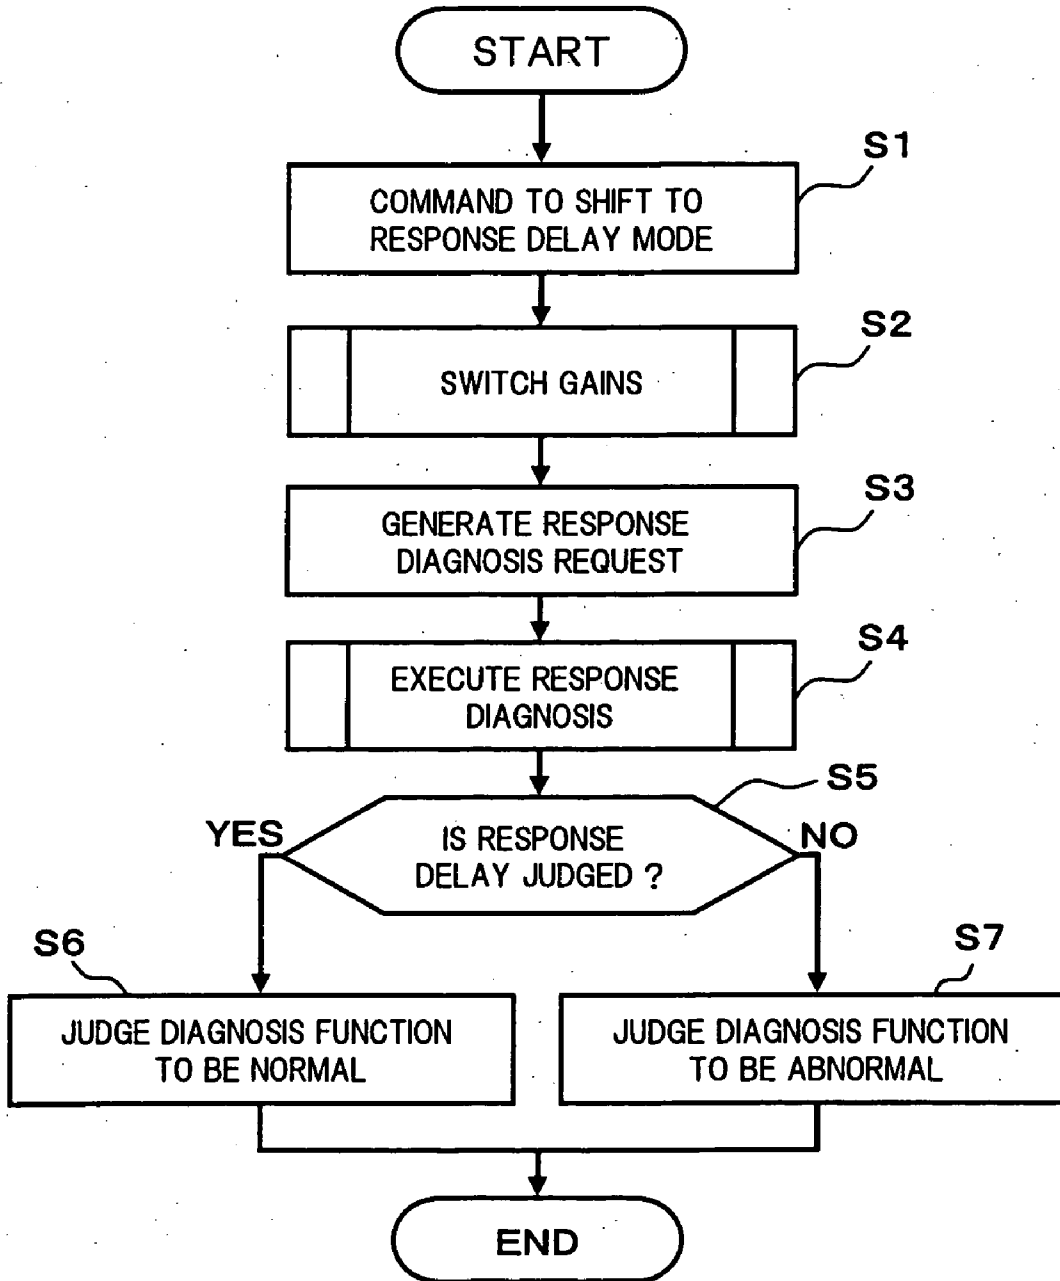 START
S1
COMMAND TO SHIFT TO
RESPONSE DELAY MODE
S2
SWITCH GAINS
S3
GENERATE RESPONSE
DIAGNOSIS REQUEST
S4
EXECUTE RESPONSE
DIAGNOSIS
S5
YES
IS RESPONSE
DELAY JUDGED ?
NO
S6
JUDGE DIAGNOSIS FUNCTION
TO BE NORMAL
S7
JUDGE DIAGNOSIS FUNCTION
TO BE ABNORMAL
END